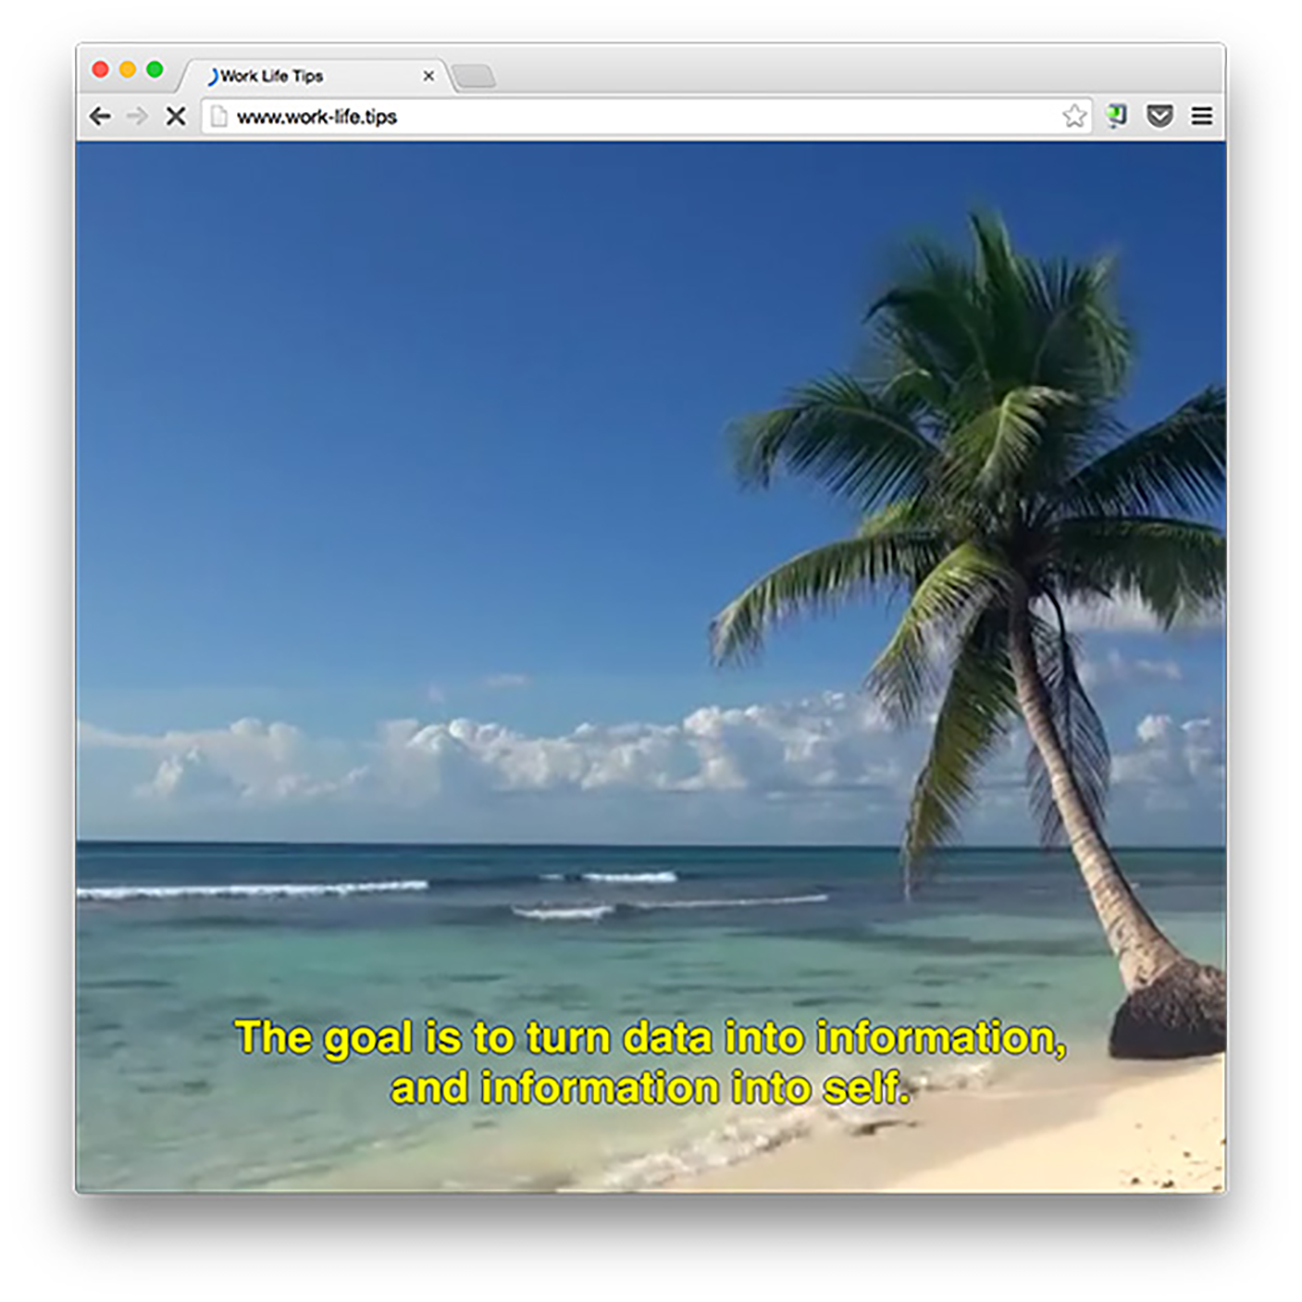 Work Life Tips
www.work-life.tips
The goal is to turn data into information,
and information into self.